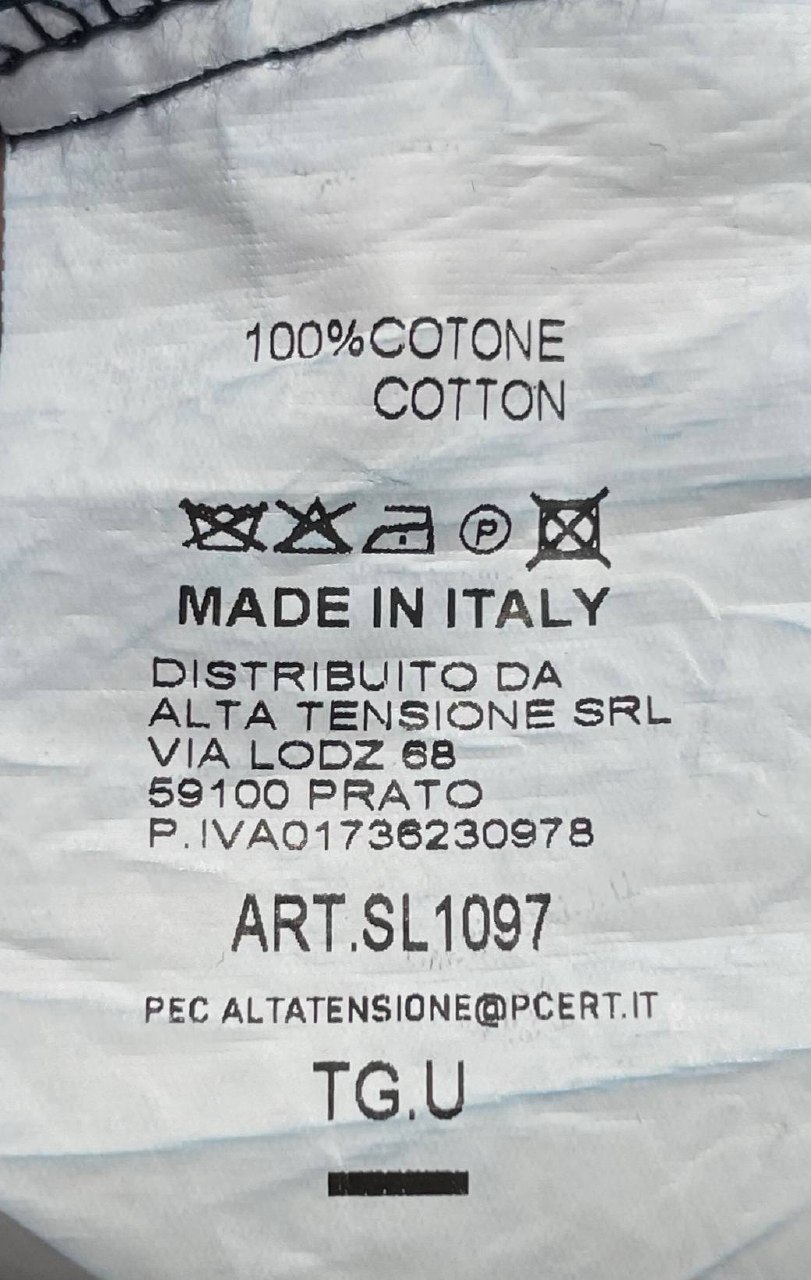 100%COTONE
COTTON
P
MADE IN ITALY
DISTRIBUITO DA
ALTA TENSIONE SRL
VIA LODZ 68
59100 PRATO
P.IVA01736230978
ART.SL1097
PEC ALTATENSIONE@PCERT.IT
TG.U